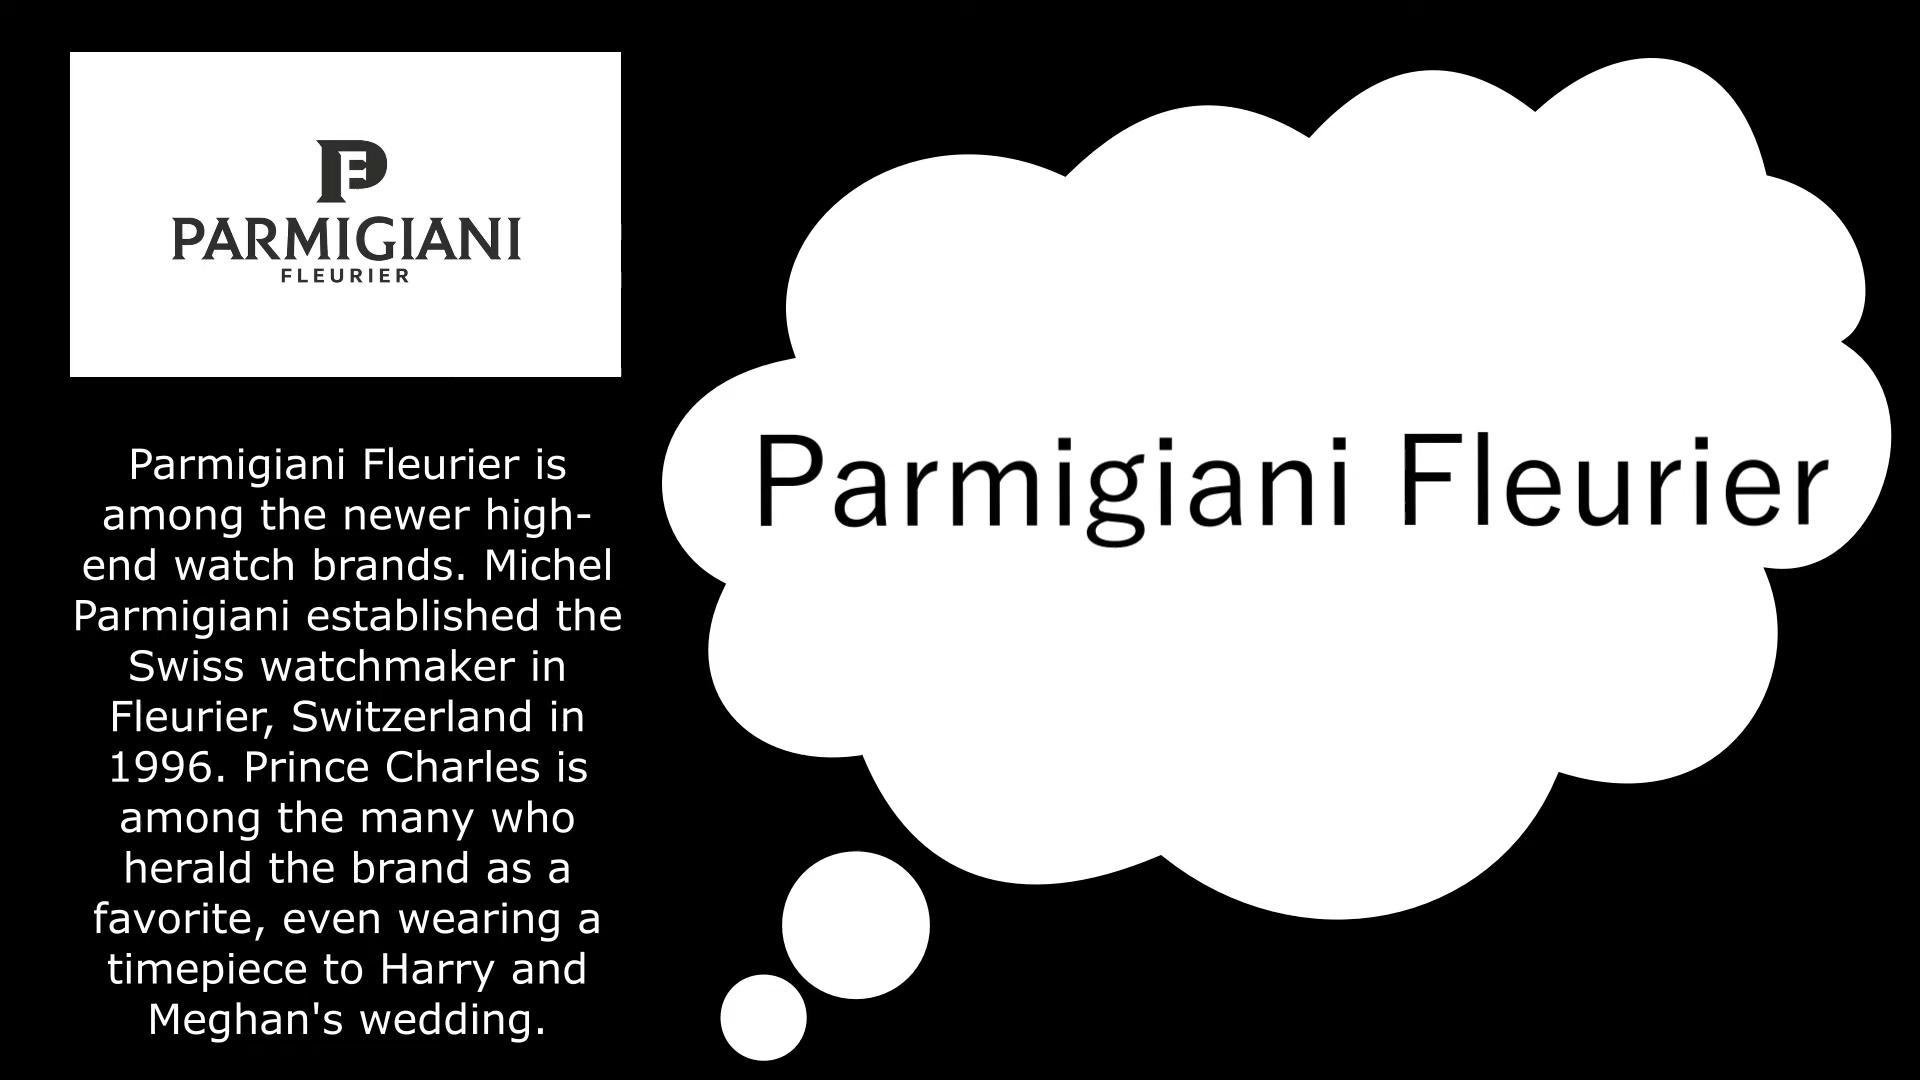 PF
PARMIGIANI
FLEURIER
Parmigiani Fleurier is
among the newer high-
end watch brands. Michel
Parmigiani established the
Swiss watchmaker in
Fleurier, Switzerland in
1996. Prince Charles is
among the many who
herald the brand as a
favorite, even wearing a
timepiece to Harry and
Meghan's wedding.
Parmigiani Fleurier